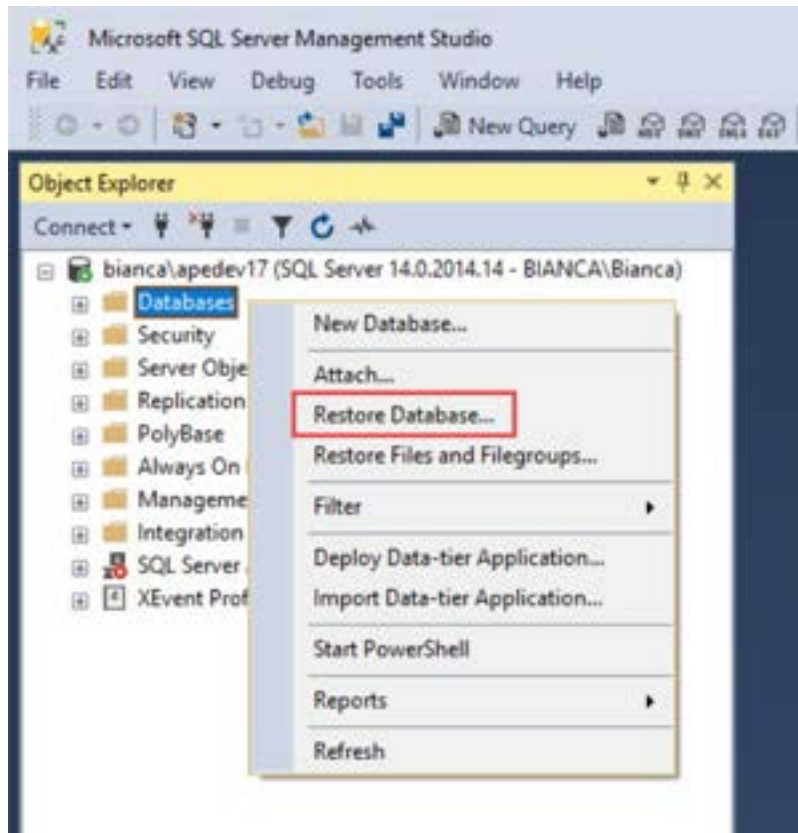 Microsoft SQL Server Management Studio
File Edit View Debug Tools Window Help
New Query
Object Explorer
Connect
bianca\apedev17 (SQL Server 14.0.2014.14 - BIANCA\Bianca)
Databases
Security
Server Obje
Replication
PolyBase
Always On
Manageme
Integration
SQL Server
XEvent Prof
New Database...
Attach...
Restore Database...
Restore Files and Filegroups...
Filter
Deploy Data-tier Application...
Import Data-tier Application...
Start PowerShell
Reports
Refresh